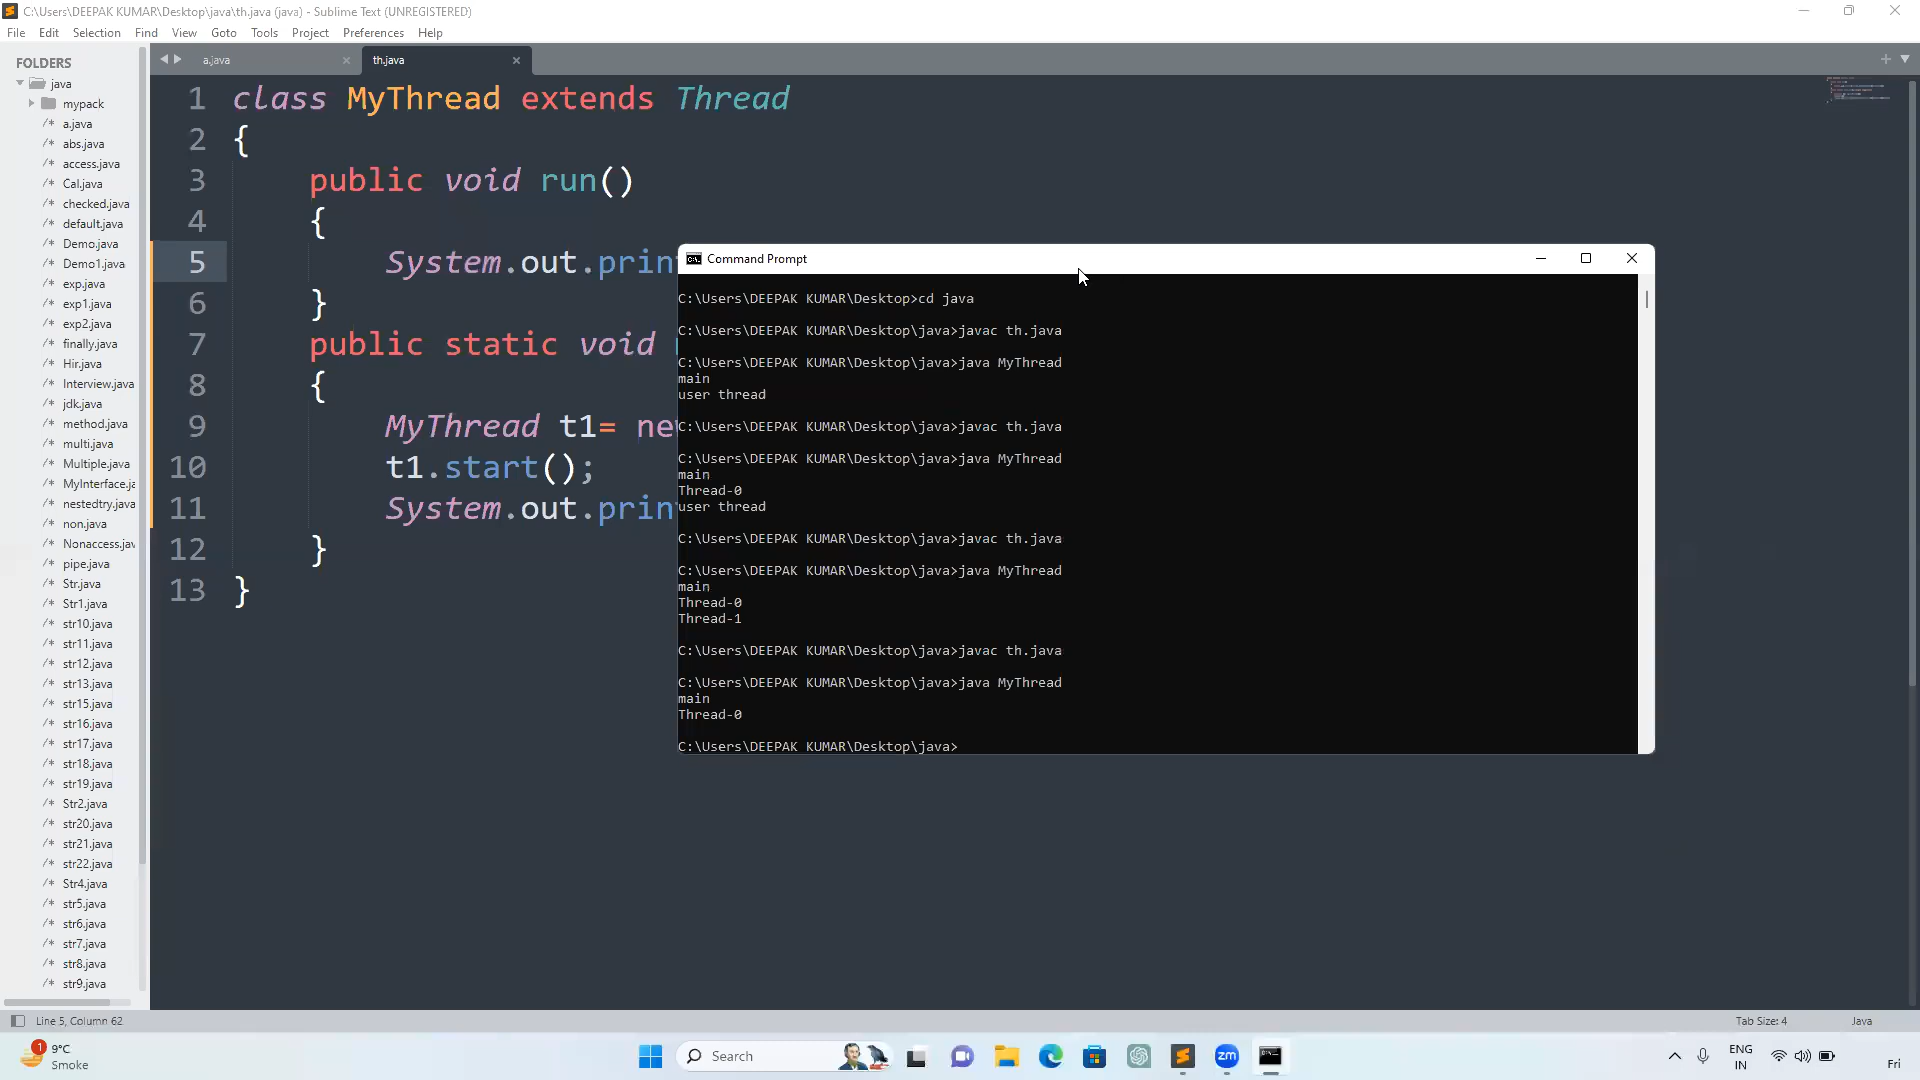 C:\Users\DEEPAK KUMAR\Desktop\java\th.java (java) - Sublime Text (UNREGISTERED)
File Edit Selection Find View Goto Tools Project Preferences Help
FOLDERS
java
mypack
/* a.java
/* abs.java
/* access.java
/* Cal.java
/* checked.java
/* default.java
/* Demo.java
/* Demo1.java
/* exp.java
/* exp1.java
/* exp2.java
/* finally.java
/* Hir.java
/* Interview.java
/* jdk.java
/* method.java
/* multi.java
/* Multiple.java
/* MyInterface.ja
/* nestedtry.java
/* non.java
/* Nonaccess.jav
/* pipe.java
/* Str.java
/* Str1.java
/* str10.java
/* str11.java
/* str12.java
/* str13.java
/* str15.java
/* str16.java
/* str17.java
/* str18.java
/* str19.java
/* Str2.java
/* str20.java
/* str21.java
/* str22.java
/* Str4.java
/* str5.java
/* str6.java
/* str7.java
/* str8.java
/* str9.java
a.java
th.java
1 class MyThread extends Thread
2 {
3 public void run()
4 {
5 System.out.prin
6 }
7 public static void
8 {
9 MyThread t1= ne
10 t1.start();
11 System.out.prin
12 }
13 }
Command Prompt
C:\Users\DEEPAK KUMAR\Desktop>cd java
C:\Users\DEEPAK KUMAR\Desktop\java>javac th.java
C:\Users\DEEPAK KUMAR\Desktop\java>java MyThread
main
user thread
C:\Users\DEEPAK KUMAR\Desktop\java>javac th.java
C:\Users\DEEPAK KUMAR\Desktop\java>java MyThread
main
Thread-0
user thread
C:\Users\DEEPAK KUMAR\Desktop\java>javac th.java
C:\Users\DEEPAK KUMAR\Desktop\java>java MyThread
main
Thread-0
Thread-1
C:\Users\DEEPAK KUMAR\Desktop\java>javac th.java
C:\Users\DEEPAK KUMAR\Desktop\java>java MyThread
main
Thread-0
C:\Users\DEEPAK KUMAR\Desktop\java>
Line 5, Column 62
Tab Size: 4
Java
1
9°C
Smoke
Search
zm
ENG
IN
Fri